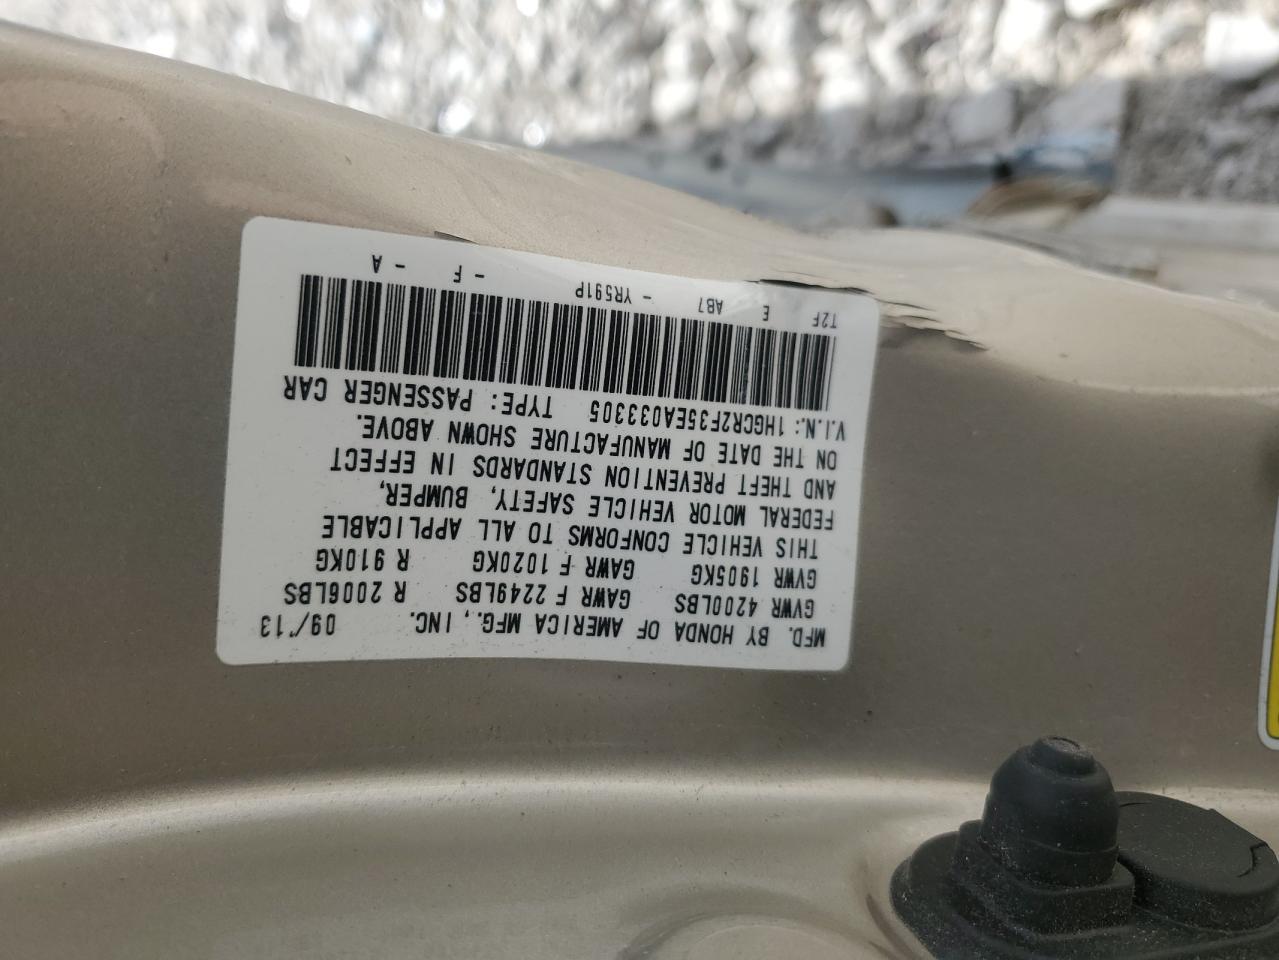 MFD. BY HONDA OF AMERICA MFG., INC. 09/13
GVWR 4200LBS GAWR F 2249LBS R 2006LBS
GVWR 1905KG GAWR F 1020KG R 910KG
THIS VEHICLE CONFORMS TO ALL APPLICABLE
FEDERAL MOTOR VEHICLE SAFETY, BUMPER,
AND THEFT PREVENTION STANDARDS IN EFFECT
ON THE DATE OF MANUFACTURE SHOWN ABOVE.
V.I.N.: 1HGCR2F35EA033305 TYPE: PASSENGER CAR
T2F E AB7 - YR591P - F - A